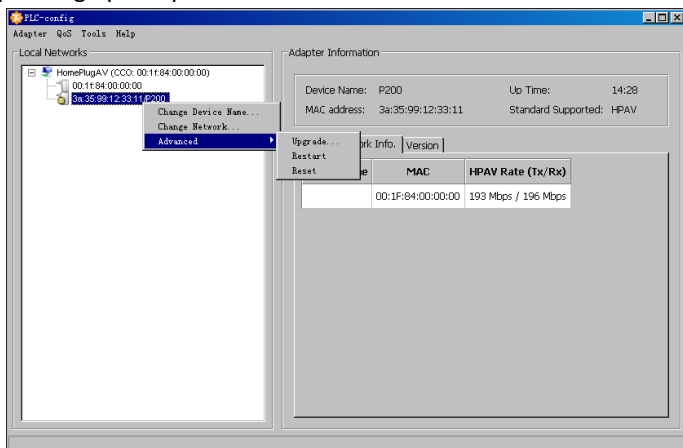 PLC-config
Adapter QoS Tools Help
Local Networks
HomePlugAV (CCO: 00:1f:84:00:00:00)
00:1f:84:00:00:00
3a:35:99:12:33:11/P200
Change Device Name...
Change Network...
Advanced
Upgrade...
Restart
Reset
Adapter Information
Device Name: P200 Up Time: 14:28
MAC address: 3a:35:99:12:33:11 Standard Supported: HPAV
Info. Version
MAC HPAV Rate (Tx/Rx)
00:1F:84:00:00:00 193 Mbps / 196 Mbps